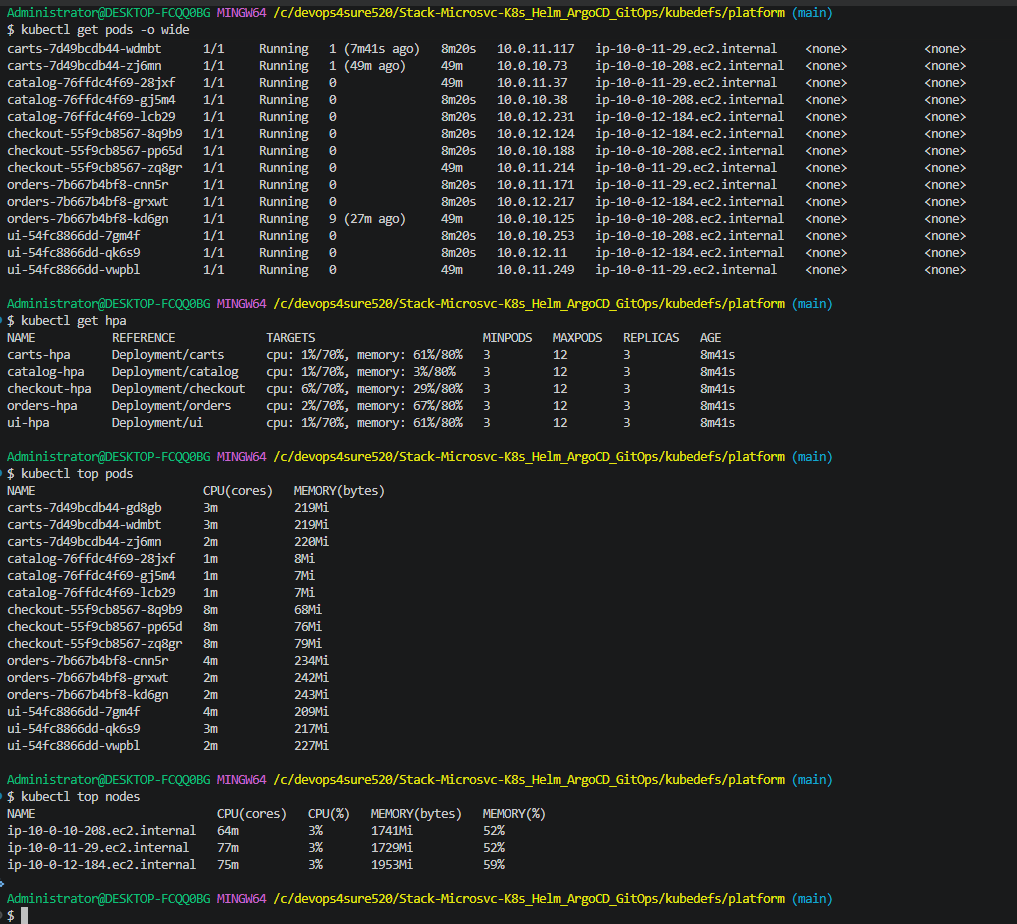 Administrator@DESKTOP-FCQQ0BG MINGW64 /c/devops4sure520/Stack-Microsvc-K8s_Helm_ArgoCD_GitOps/kubedefs/platform (main)
$ kubectl get pods -o wide
carts-7d49bcdb44-wdmbt 1/1 Running 1 (7m41s ago) 8m20s 10.0.11.117 ip-10-0-11-29.ec2.internal <none> <none>
carts-7d49bcdb44-zj6mn 1/1 Running 1 (49m ago) 49m 10.0.10.73 ip-10-0-10-208.ec2.internal <none> <none>
catalog-76ffdc4f69-28jxf 1/1 Running 0 49m 10.0.11.37 ip-10-0-11-29.ec2.internal <none> <none>
catalog-76ffdc4f69-gj5m4 1/1 Running 0 8m20s 10.0.10.38 ip-10-0-10-208.ec2.internal <none> <none>
catalog-76ffdc4f69-lcb29 1/1 Running 0 8m20s 10.0.12.231 ip-10-0-12-184.ec2.internal <none> <none>
checkout-55f9cb8567-8q9b9 1/1 Running 0 8m20s 10.0.12.124 ip-10-0-12-184.ec2.internal <none> <none>
checkout-55f9cb8567-pp65d 1/1 Running 0 8m20s 10.0.10.188 ip-10-0-10-208.ec2.internal <none> <none>
checkout-55f9cb8567-zq8gr 1/1 Running 0 49m 10.0.11.214 ip-10-0-11-29.ec2.internal <none> <none>
orders-7b667b4bf8-cnn5r 1/1 Running 0 8m20s 10.0.11.171 ip-10-0-11-29.ec2.internal <none> <none>
orders-7b667b4bf8-grxwt 1/1 Running 0 8m20s 10.0.12.217 ip-10-0-12-184.ec2.internal <none> <none>
orders-7b667b4bf8-kd6gn 1/1 Running 9 (27m ago) 49m 10.0.10.125 ip-10-0-10-208.ec2.internal <none> <none>
ui-54fc8866dd-7gm4f 1/1 Running 0 8m20s 10.0.10.253 ip-10-0-10-208.ec2.internal <none> <none>
ui-54fc8866dd-qk6s9 1/1 Running 0 8m20s 10.0.12.11 ip-10-0-12-184.ec2.internal <none> <none>
ui-54fc8866dd-vwpbl 1/1 Running 0 49m 10.0.11.249 ip-10-0-11-29.ec2.internal <none> <none>
Administrator@DESKTOP-FCQQ0BG MINGW64 /c/devops4sure520/Stack-Microsvc-K8s_Helm_ArgoCD_GitOps/kubedefs/platform (main)
$ kubectl get hpa
NAME REFERENCE TARGETS MINPODS MAXPODS REPLICAS AGE
carts-hpa Deployment/carts cpu: 1%/70%, memory: 61%/80% 3 12 3 8m41s
catalog-hpa Deployment/catalog cpu: 1%/70%, memory: 3%/80% 3 12 3 8m41s
checkout-hpa Deployment/checkout cpu: 6%/70%, memory: 29%/80% 3 12 3 8m41s
orders-hpa Deployment/orders cpu: 2%/70%, memory: 67%/80% 3 12 3 8m41s
ui-hpa Deployment/ui cpu: 1%/70%, memory: 61%/80% 3 12 3 8m41s
Administrator@DESKTOP-FCQQ0BG MINGW64 /c/devops4sure520/Stack-Microsvc-K8s_Helm_ArgoCD_GitOps/kubedefs/platform (main)
$ kubectl top pods
NAME CPU(cores) MEMORY(bytes)
carts-7d49bcdb44-gd8gb 3m 219Mi
carts-7d49bcdb44-wdmbt 3m 219Mi
carts-7d49bcdb44-zj6mn 2m 220Mi
catalog-76ffdc4f69-28jxf 1m 8Mi
catalog-76ffdc4f69-gj5m4 1m 7Mi
catalog-76ffdc4f69-lcb29 1m 7Mi
checkout-55f9cb8567-8q9b9 8m 68Mi
checkout-55f9cb8567-pp65d 8m 76Mi
checkout-55f9cb8567-zq8gr 8m 79Mi
orders-7b667b4bf8-cnn5r 4m 234Mi
orders-7b667b4bf8-grxwt 2m 242Mi
orders-7b667b4bf8-kd6gn 2m 243Mi
ui-54fc8866dd-7gm4f 4m 209Mi
ui-54fc8866dd-qk6s9 3m 217Mi
ui-54fc8866dd-vwpbl 2m 227Mi
Administrator@DESKTOP-FCQQ0BG MINGW64 /c/devops4sure520/Stack-Microsvc-K8s_Helm_ArgoCD_GitOps/kubedefs/platform (main)
$ kubectl top nodes
NAME CPU(cores) CPU(%) MEMORY(bytes) MEMORY(%)
ip-10-0-10-208.ec2.internal 64m 3% 1741Mi 52%
ip-10-0-11-29.ec2.internal 77m 3% 1729Mi 52%
ip-10-0-12-184.ec2.internal 75m 3% 1953Mi 59%
Administrator@DESKTOP-FCQQ0BG MINGW64 /c/devops4sure520/Stack-Microsvc-K8s_Helm_ArgoCD_GitOps/kubedefs/platform (main)
$